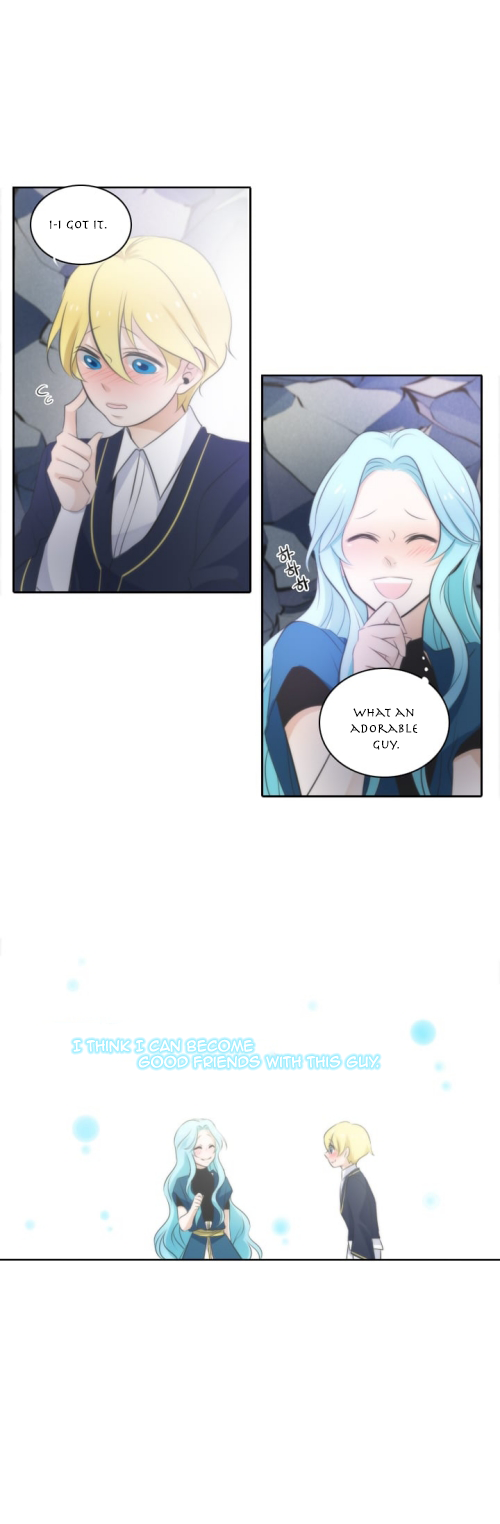 I-I GOT IT.
하
하
하
WHAT AN
ADORABLE
GUY.
I THINK I CAN BECOME
GOOD FRIENDS WITH THIS GUY.